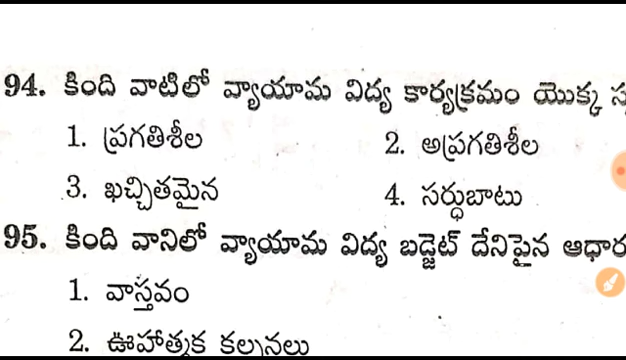 94. కింది వాటిలో వ్యాయామ విద్య కార్యక్రమం యొక్క
1. ప్రగతిశీల 2. అప్రగతిశీల
3. ఖచ్చితమైన 4. సర్దుబాటు
95. కింది వానిలో వ్యాయామ విద్య బడ్జెట్ దేనిపైన ఆధార
1. వాస్తవం
2. ఊహాత్మక కల్పనలు